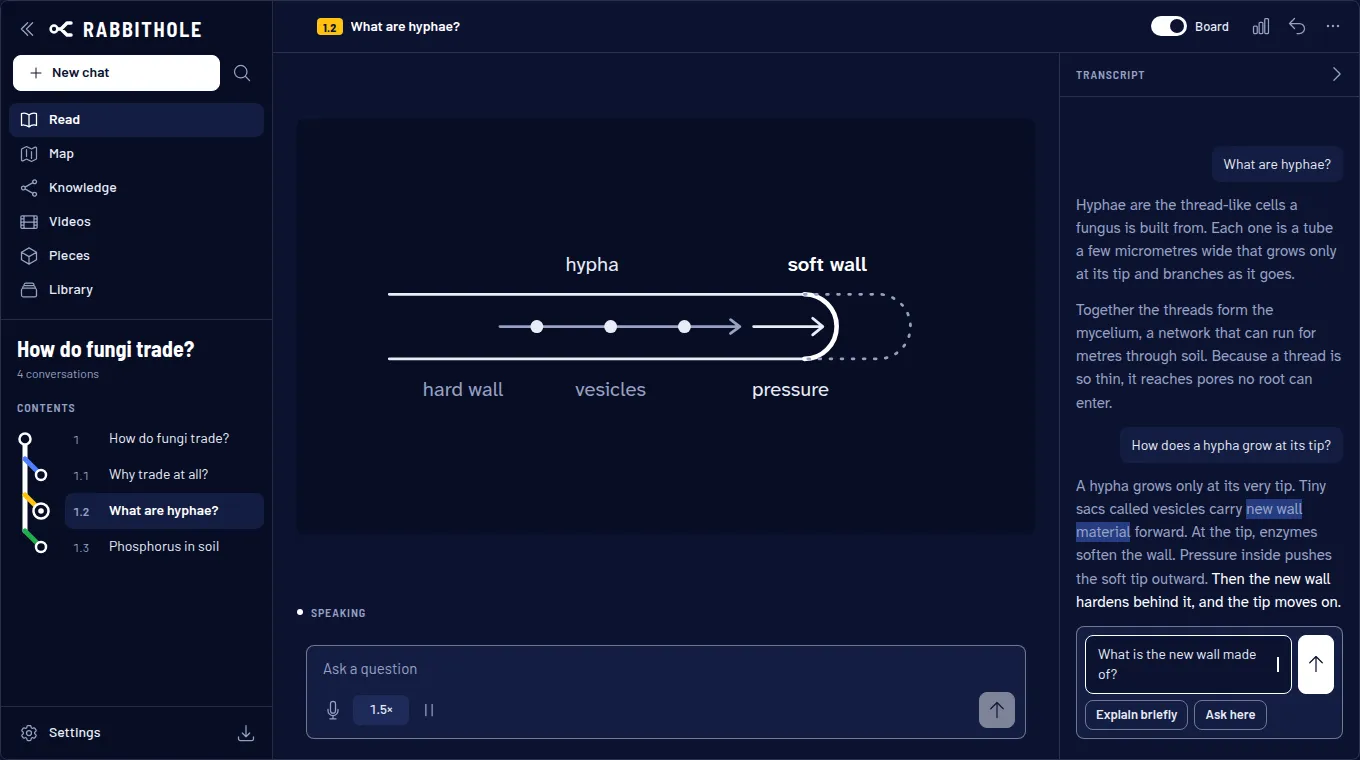 RABBITHOLE
New chat
Read
Map
Knowledge
Videos
Pieces
Library
How do fungi trade?
4 conversations
CONTENTS
1 How do fungi trade?
1.1 Why trade at all?
1.2 What are hyphae?
1.3 Phosphorus in soil
Settings
1.2 What are hyphae?
Board
hypha
soft wall
hard wall
vesicles
pressure
SPEAKING
Ask a question
1.5×
TRANSCRIPT
What are hyphae?
Hyphae are the thread-like cells a
fungus is built from. Each one is a tube
a few micrometres wide that grows only
at its tip and branches as it goes.
Together the threads form the
mycelium, a network that can run for
metres through soil. Because a thread is
so thin, it reaches pores no root can
enter.
How does a hypha grow at its tip?
A hypha grows only at its very tip. Tiny
sacs called vesicles carry new wall
material forward. At the tip, enzymes
soften the wall. Pressure inside pushes
the soft tip outward. Then the new wall
hardens behind it, and the tip moves on.
What is the new wall made
of?
Explain briefly
Ask here